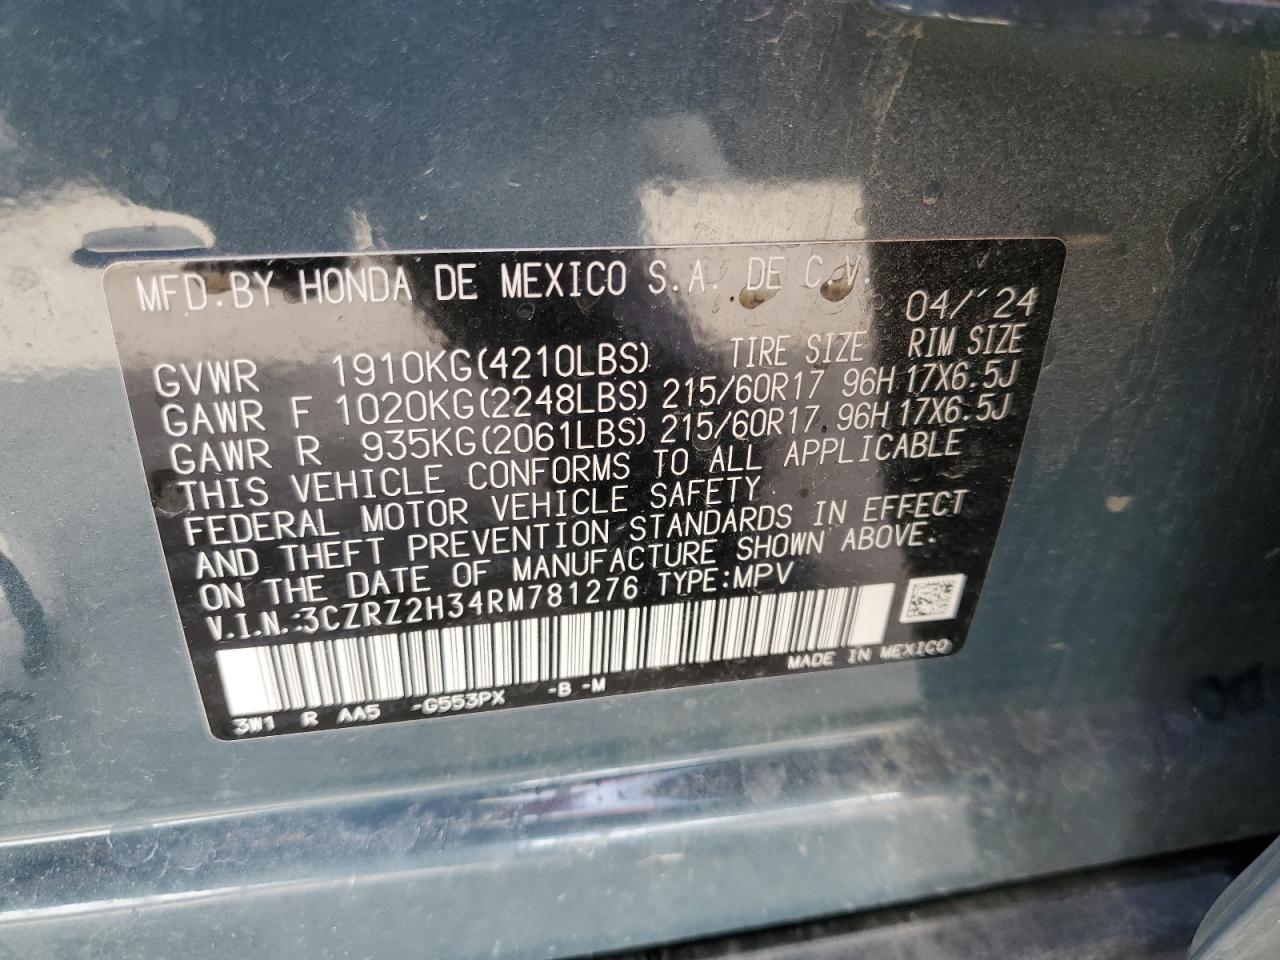 MFD.BY HONDA DE MEXICO S.A. DE C.V.
04/´24
TIRE SIZE RIM SIZE
GVWR 1910KG(4210LBS)
GAWR F 1020KG(2248LBS) 215/60R17 96H 17X6.5J
GAWR R 935KG(2061LBS) 215/60R17 96H 17X6.5J
THIS VEHICLE CONFORMS TO ALL APPLICABLE
FEDERAL MOTOR VEHICLE SAFETY
AND THEFT PREVENTION STANDARDS IN EFFECT
ON THE DATE OF MANUFACTURE SHOWN ABOVE.
V.I.N.:3CZRZ2H34RM781276 TYPE:MPV
MADE IN MEXICO
3W1 R AA5 -G553PX -B -M